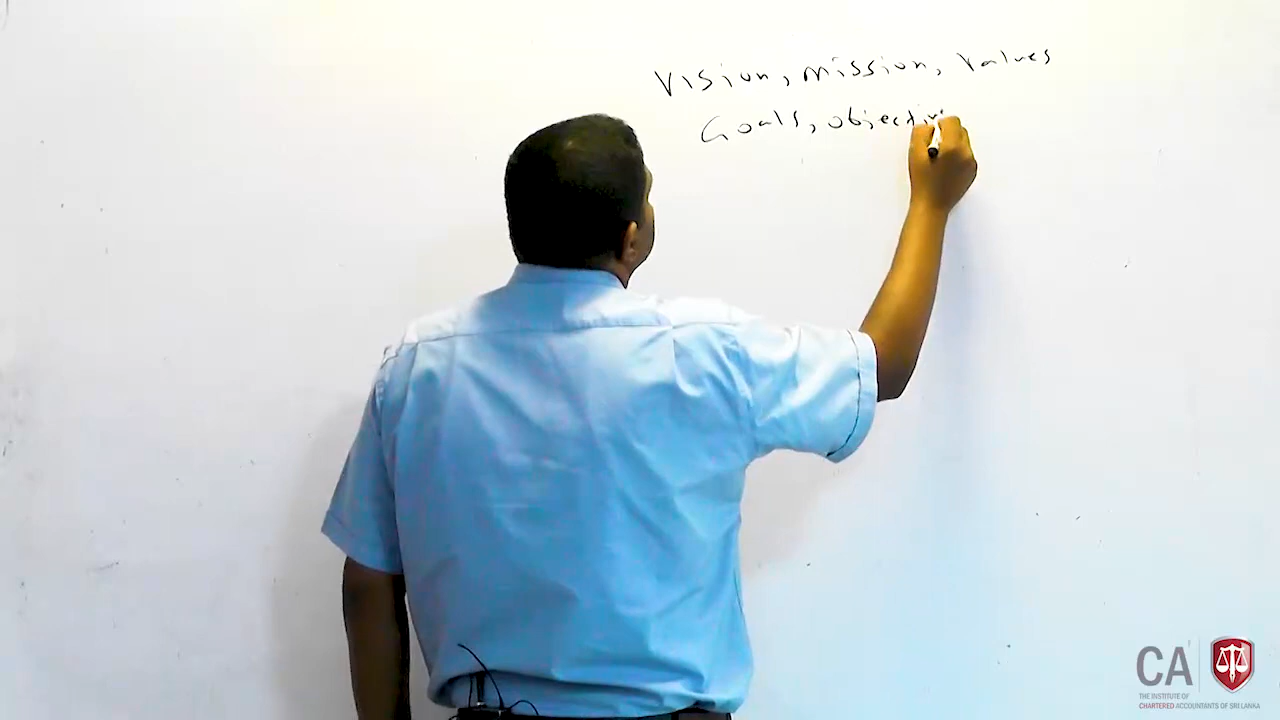 Vision, Mission, Values
Goals, objectiv
CA
THE INSTITUTE OF
CHARTERED ACCOUNTANTS OF SRI LANKA